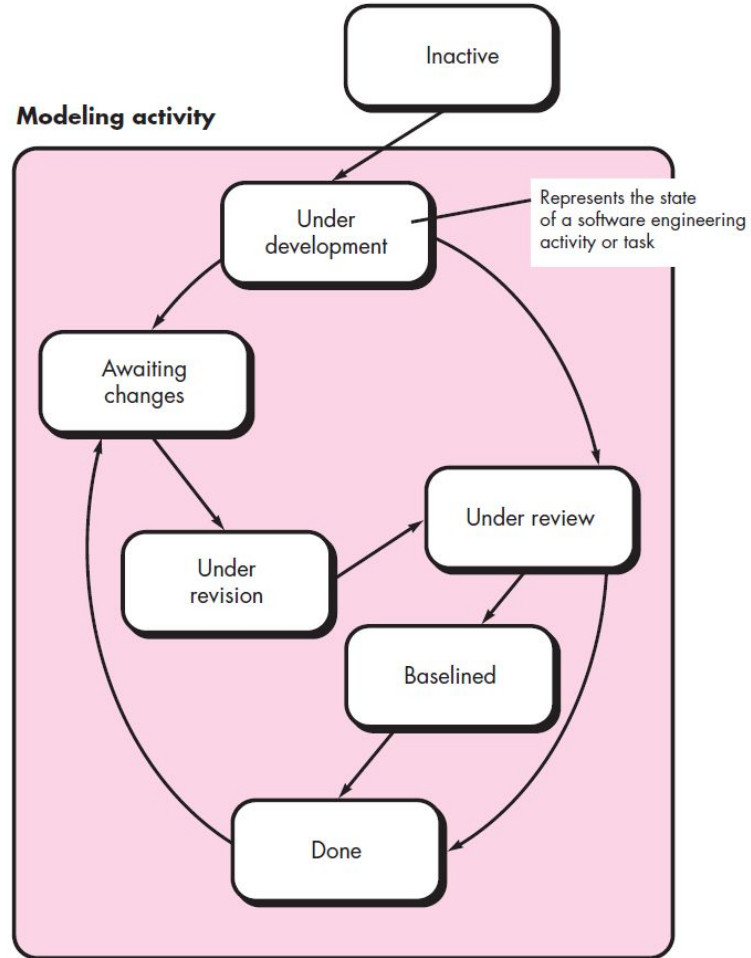 Inactive
Modeling activity
Under
development
Represents the state
of a software engineering
activity or task
Awaiting
changes
Under review
Under
revision
Baselined
Done